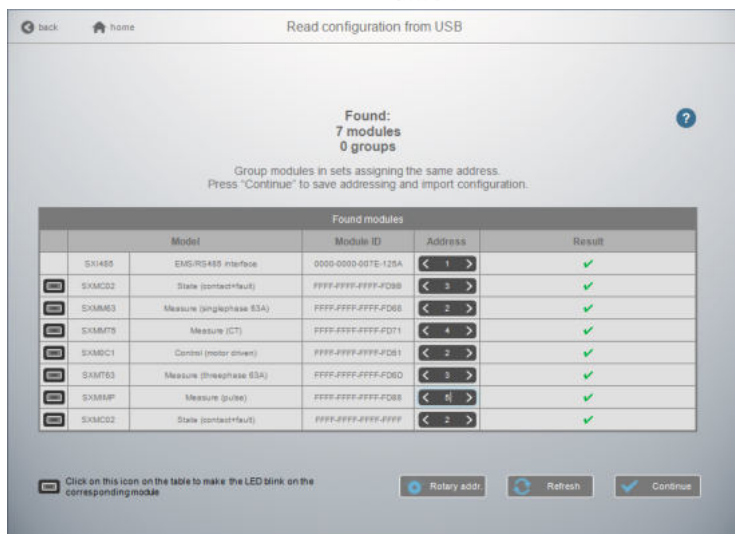 back home Read configuration from USB
Found:
7 modules
0 groups
?
Group modules in sets assigning the same address.
Press "Continue" to save addressing and import configuration.
Found modules
Model Module ID Address Result
SXI485 EMS/RS485 interface 0000-0000-007E-126A 1
SXMC02 State (contact+fault) FFFF-FFFF-FFFF-FD99 3
SXMM63 Measure (singlephase 63A) FFFF-FFFF-FFFF-FD66 2
SXMMT5 Measure (CT) FFFF-FFFF-FFFF-FD71 4
SXM0C1 Control (motor driven) FFFF-FFFF-FFFF-FD51 2
SXMT63 Measure (threephase 63A) FFFF-FFFF-FFFF-FD6D 3
SXMIMP Measure (pulse) FFFF-FFFF-FFFF-FD88 5
SXMC02 State (contact+fault) FFFF-FFFF-FFFF-FFFF 2
Click on this icon on the table to make the LED blink on the
corresponding module
Rotary addr. Refresh Continue